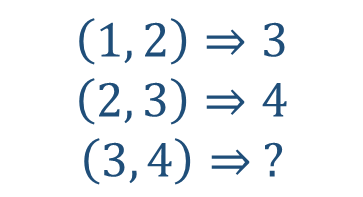 (1, 2) ⇒ 3
(2, 3) ⇒ 4
(3, 4) ⇒ ?